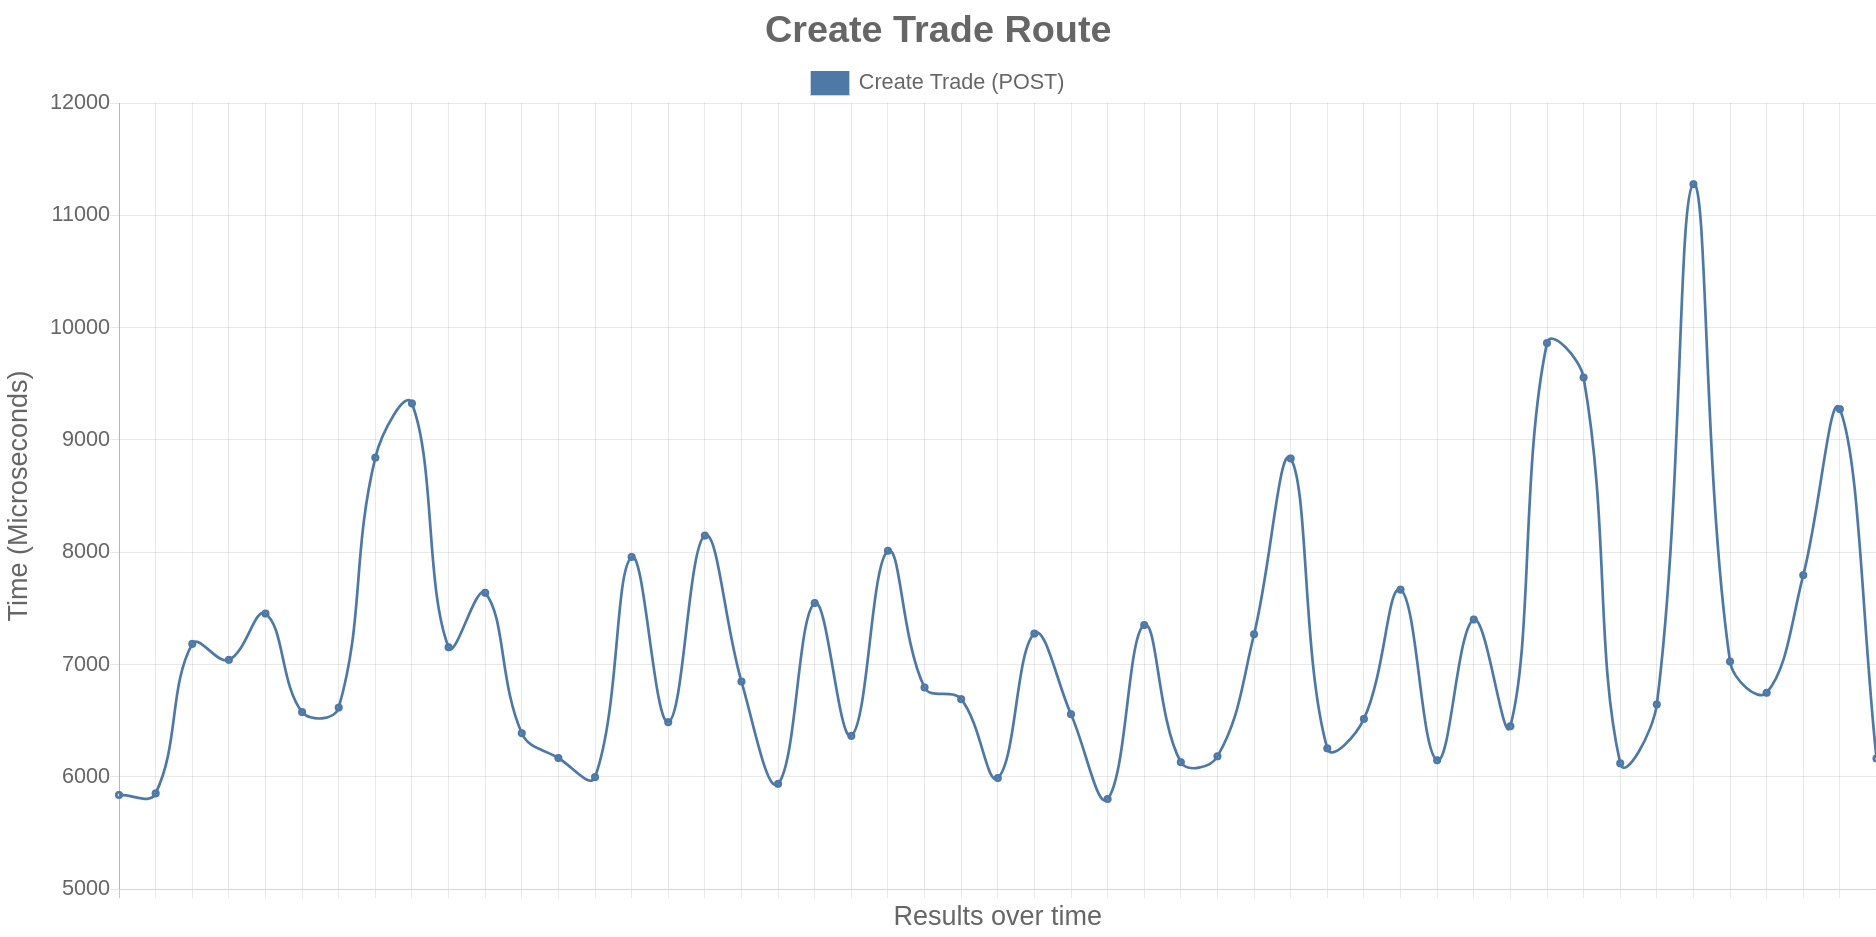 Create Trade Route
Create Trade (POST)
12000
11000
10000
9000
8000
7000
6000
5000
Time (Microseconds)
Results over time